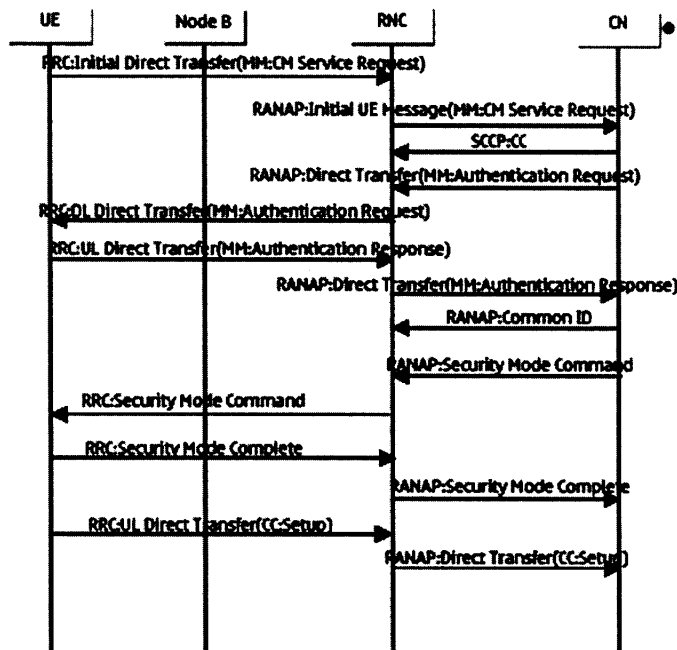 UE Node B RNC CN
RRC:Initial Direct Transfer(MM:CM Service Request)
RANAP:Initial UE Message(MM:CM Service Request)
SCCP:CC
RANAP:Direct Transfer(MM:Authentication Request)
RRC:DL Direct Transfer(MM:Authentication Request)
RRC:UL Direct Transfer(MM:Authentication Response)
RANAP:Direct Transfer(MM:Authentication Response)
RANAP:Common ID
RANAP:Security Mode Command
RRC:Security Mode Command
RRC:Security Mode Complete
RANAP:Security Mode Complete
RRC:UL Direct Transfer(CC:Setup)
RANAP:Direct Transfer(CC:Setup)